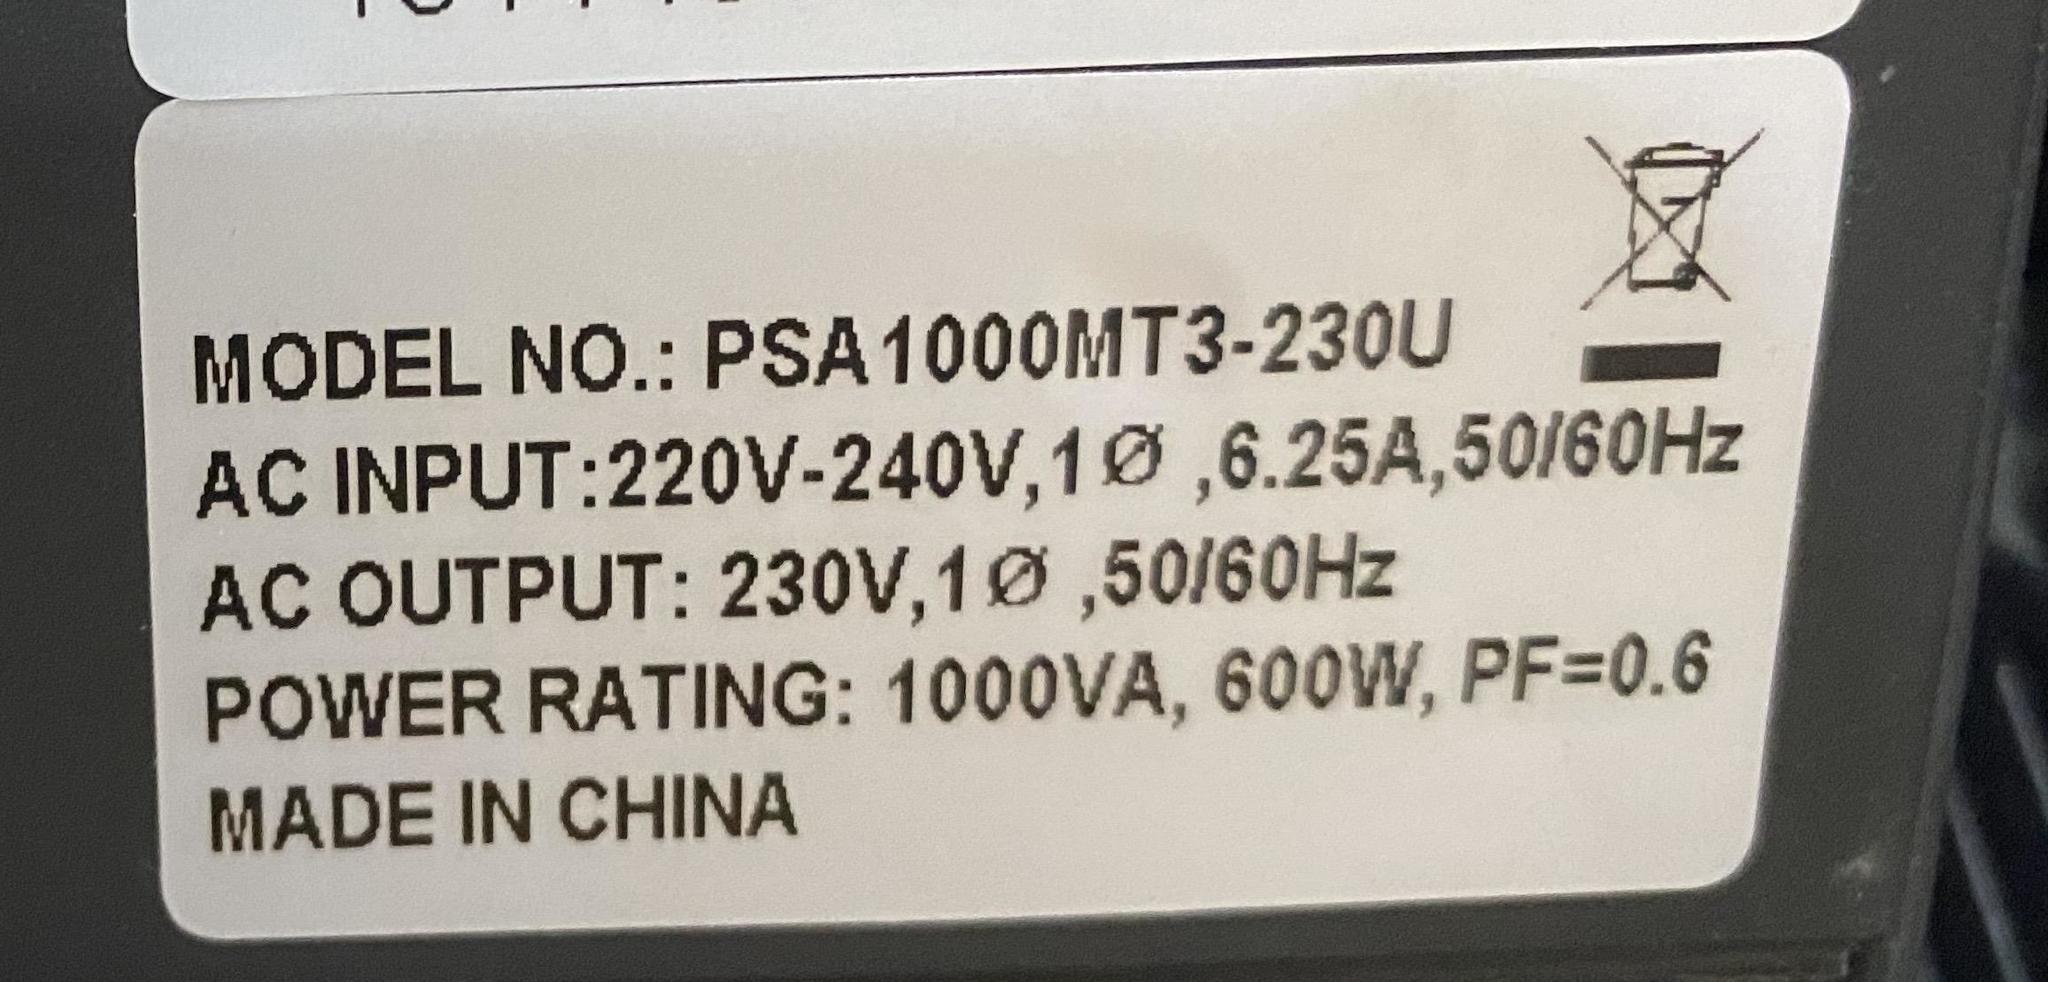 MODEL NO.: PSA1000MT3-230U
AC INPUT:220V-240V,1Ø ,6.25A,50/60Hz
AC OUTPUT: 230V,1Ø ,50/60Hz
POWER RATING: 1000VA, 600W, PF=0.6
MADE IN CHINA